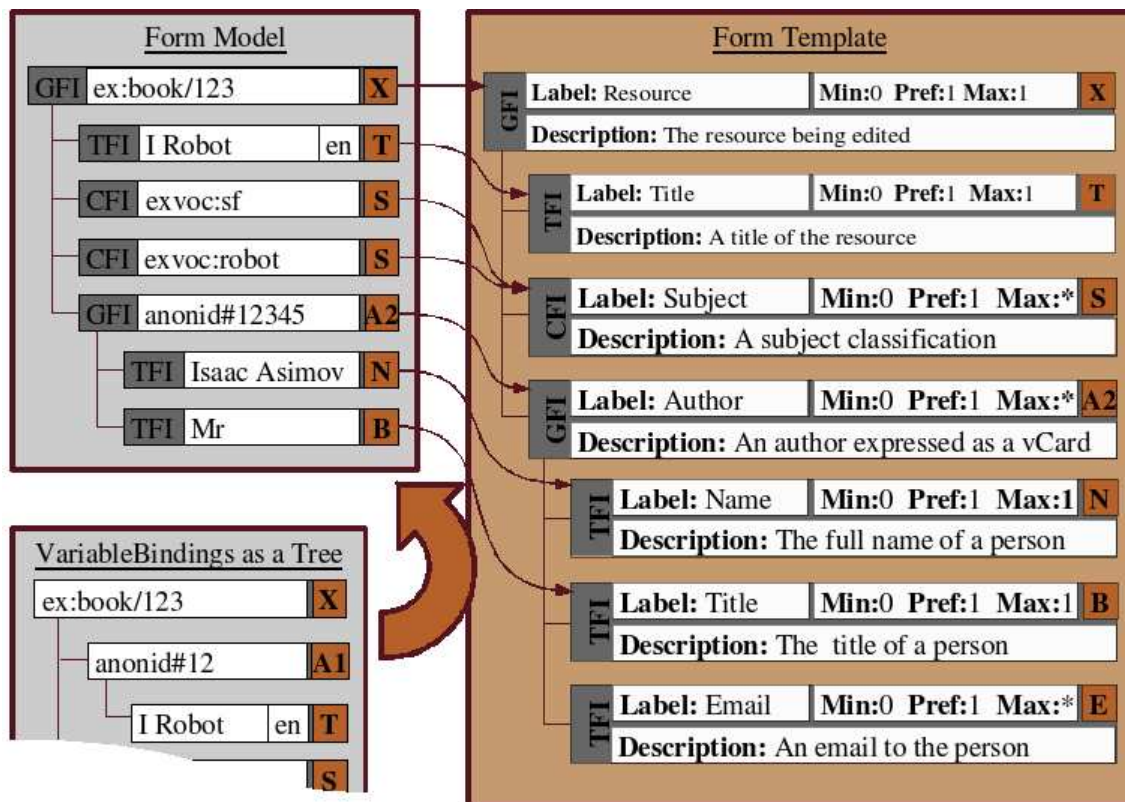 Form Model
GFI ex:book/123 X
TFI I Robot en T
CFI exvoc:sf S
CFI exvoc:robot S
GFI anonid#12345 A2
TFI Isaac Asimov N
TFI Mr B
VariableBindings as a Tree
ex:book/123 X
anonid#12 A1
I Robot en T
S
Form Template
GFI
Label: Resource Min:0 Pref:1 Max:1 X
Description: The resource being edited
TFI
Label: Title Min:0 Pref:1 Max:1 T
Description: A title of the resource
CFI
Label: Subject Min:0 Pref:1 Max:* S
Description: A subject classification
GFI
Label: Author Min:0 Pref:1 Max:* A2
Description: An author expressed as a vCard
TFI
Label: Name Min:0 Pref:1 Max:1 N
Description: The full name of a person
TFI
Label: Title Min:0 Pref:1 Max:1 B
Description: The title of a person
TFI
Label: Email Min:0 Pref:1 Max:* E
Description: An email to the person